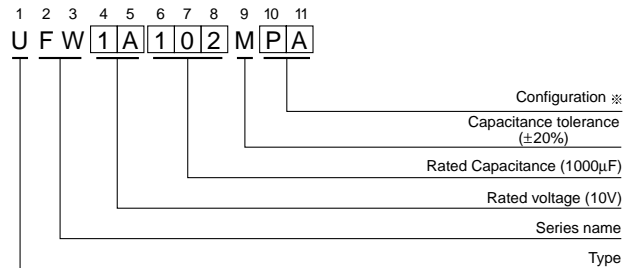 1 2 3 4 5 6 7 8 9 10 11
U F W 1 A 1 0 2 M P A
Configuration ※
Capacitance tolerance
(±20%)
Rated Capacitance (1000µF)
Rated voltage (10V)
Series name
Type